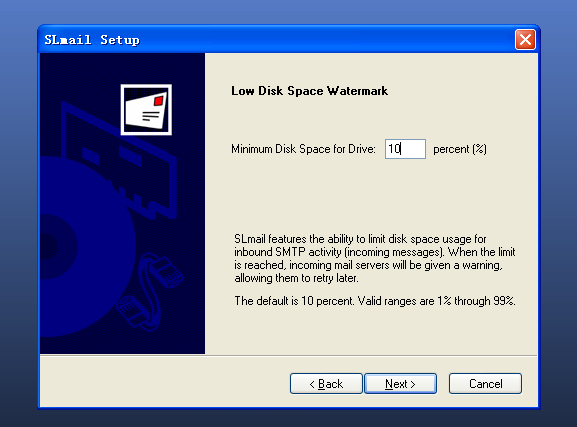 SLmail Setup
Low Disk Space Watermark
Minimum Disk Space for Drive: 10 percent (%)
SLmail features the ability to limit disk space usage for
inbound SMTP activity (incoming messages). When the limit
is reached, incoming mail servers will be given a warning,
allowing them to retry later.
The default is 10 percent. Valid ranges are 1% through 99%.
< Back Next > Cancel